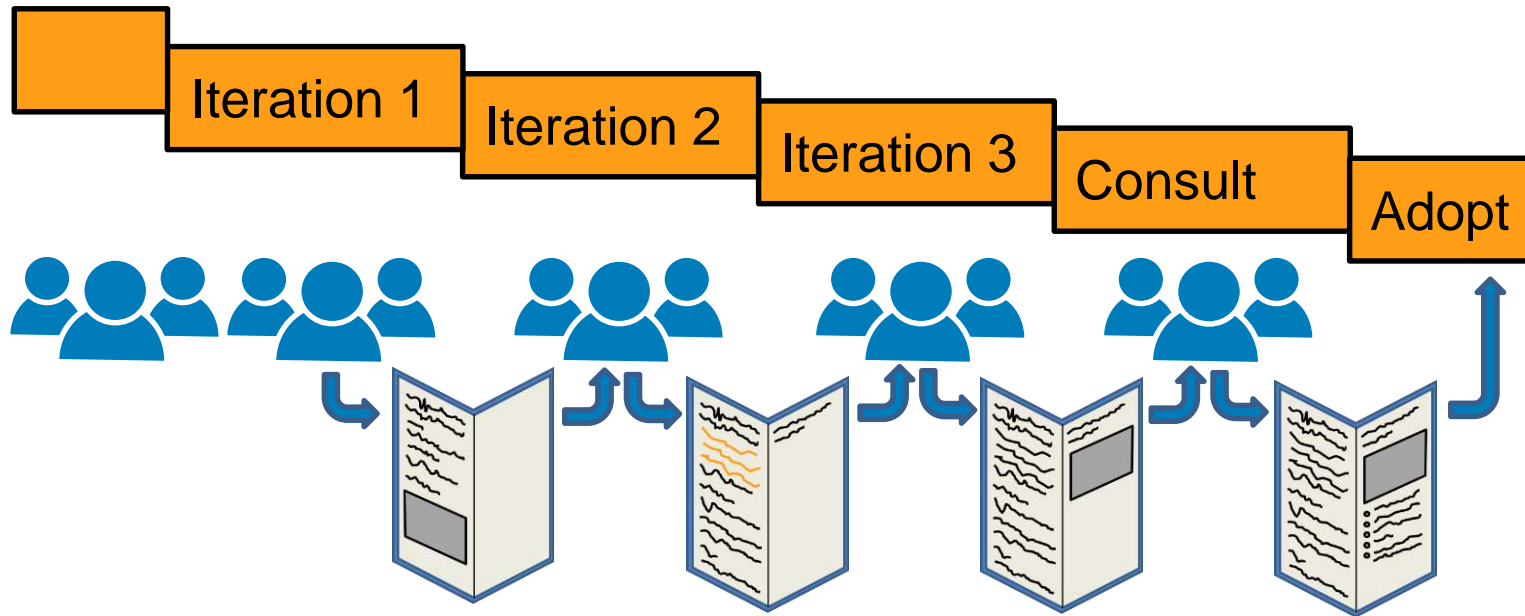 Iteration 1
Iteration 2
Iteration 3
Consult
Adopt